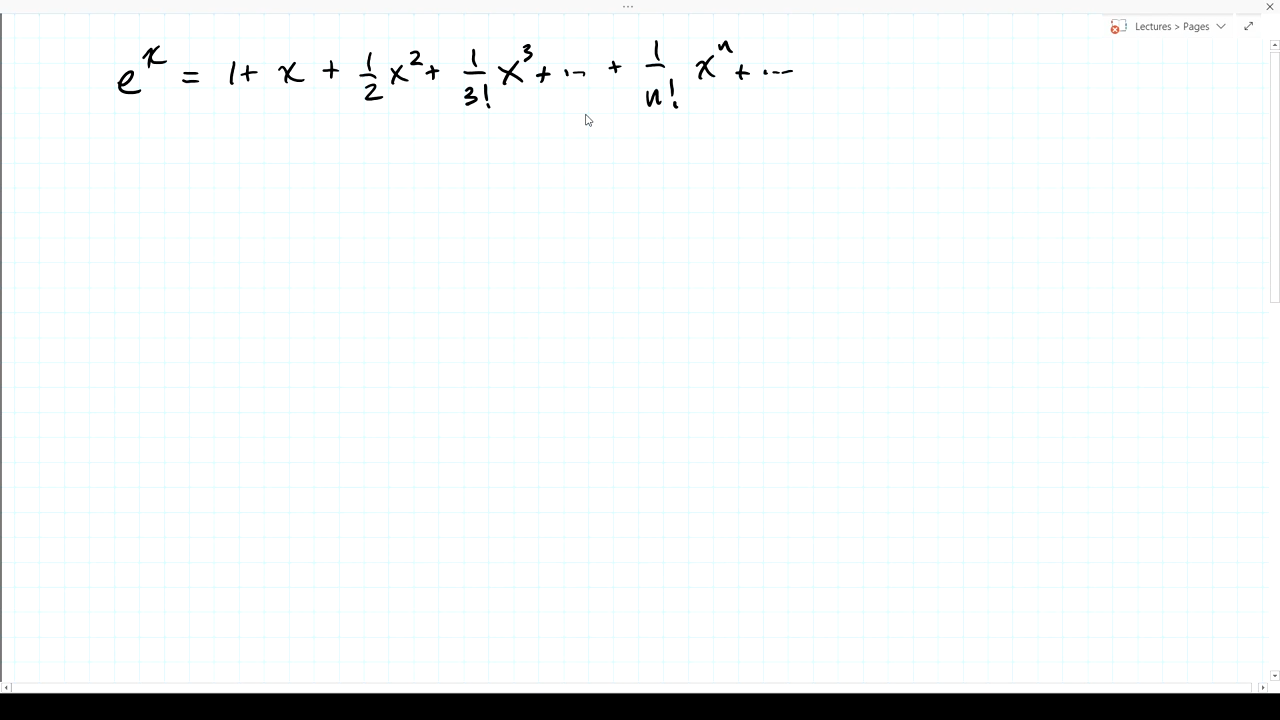 Lectures > Pages
e^x = 1 + x + 1/2 x^2 + 1/3! x^3 + ... + 1/n! x^n + ...